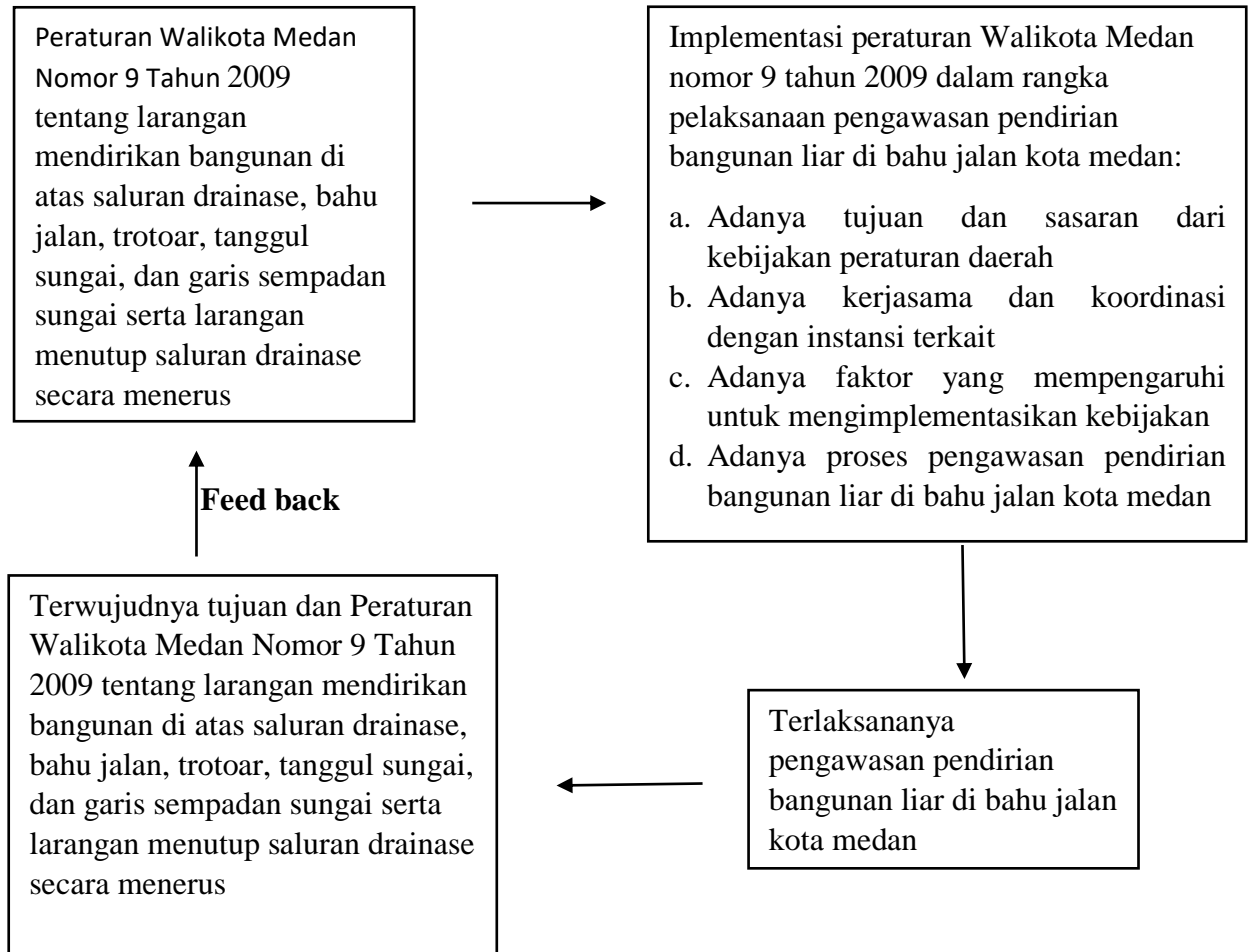 Peraturan Walikota Medan
Nomor 9 Tahun 2009
tentang larangan
mendirikan bangunan di
atas saluran drainase, bahu
jalan, trotoar, tanggul
sungai, dan garis sempadan
sungai serta larangan
menutup saluran drainase
secara menerus
Implementasi peraturan Walikota Medan
nomor 9 tahun 2009 dalam rangka
pelaksanaan pengawasan pendirian
bangunan liar di bahu jalan kota medan:
a. Adanya tujuan dan sasaran dari
kebijakan peraturan daerah
b. Adanya kerjasama dan koordinasi
dengan instansi terkait
c. Adanya faktor yang mempengaruhi
untuk mengimplementasikan kebijakan
d. Adanya proses pengawasan pendirian
bangunan liar di bahu jalan kota medan
Feed back
Terwujudnya tujuan dan Peraturan
Walikota Medan Nomor 9 Tahun
2009 tentang larangan mendirikan
bangunan di atas saluran drainase,
bahu jalan, trotoar, tanggul sungai,
dan garis sempadan sungai serta
larangan menutup saluran drainase
secara menerus
Terlaksananya
pengawasan pendirian
bangunan liar di bahu jalan
kota medan